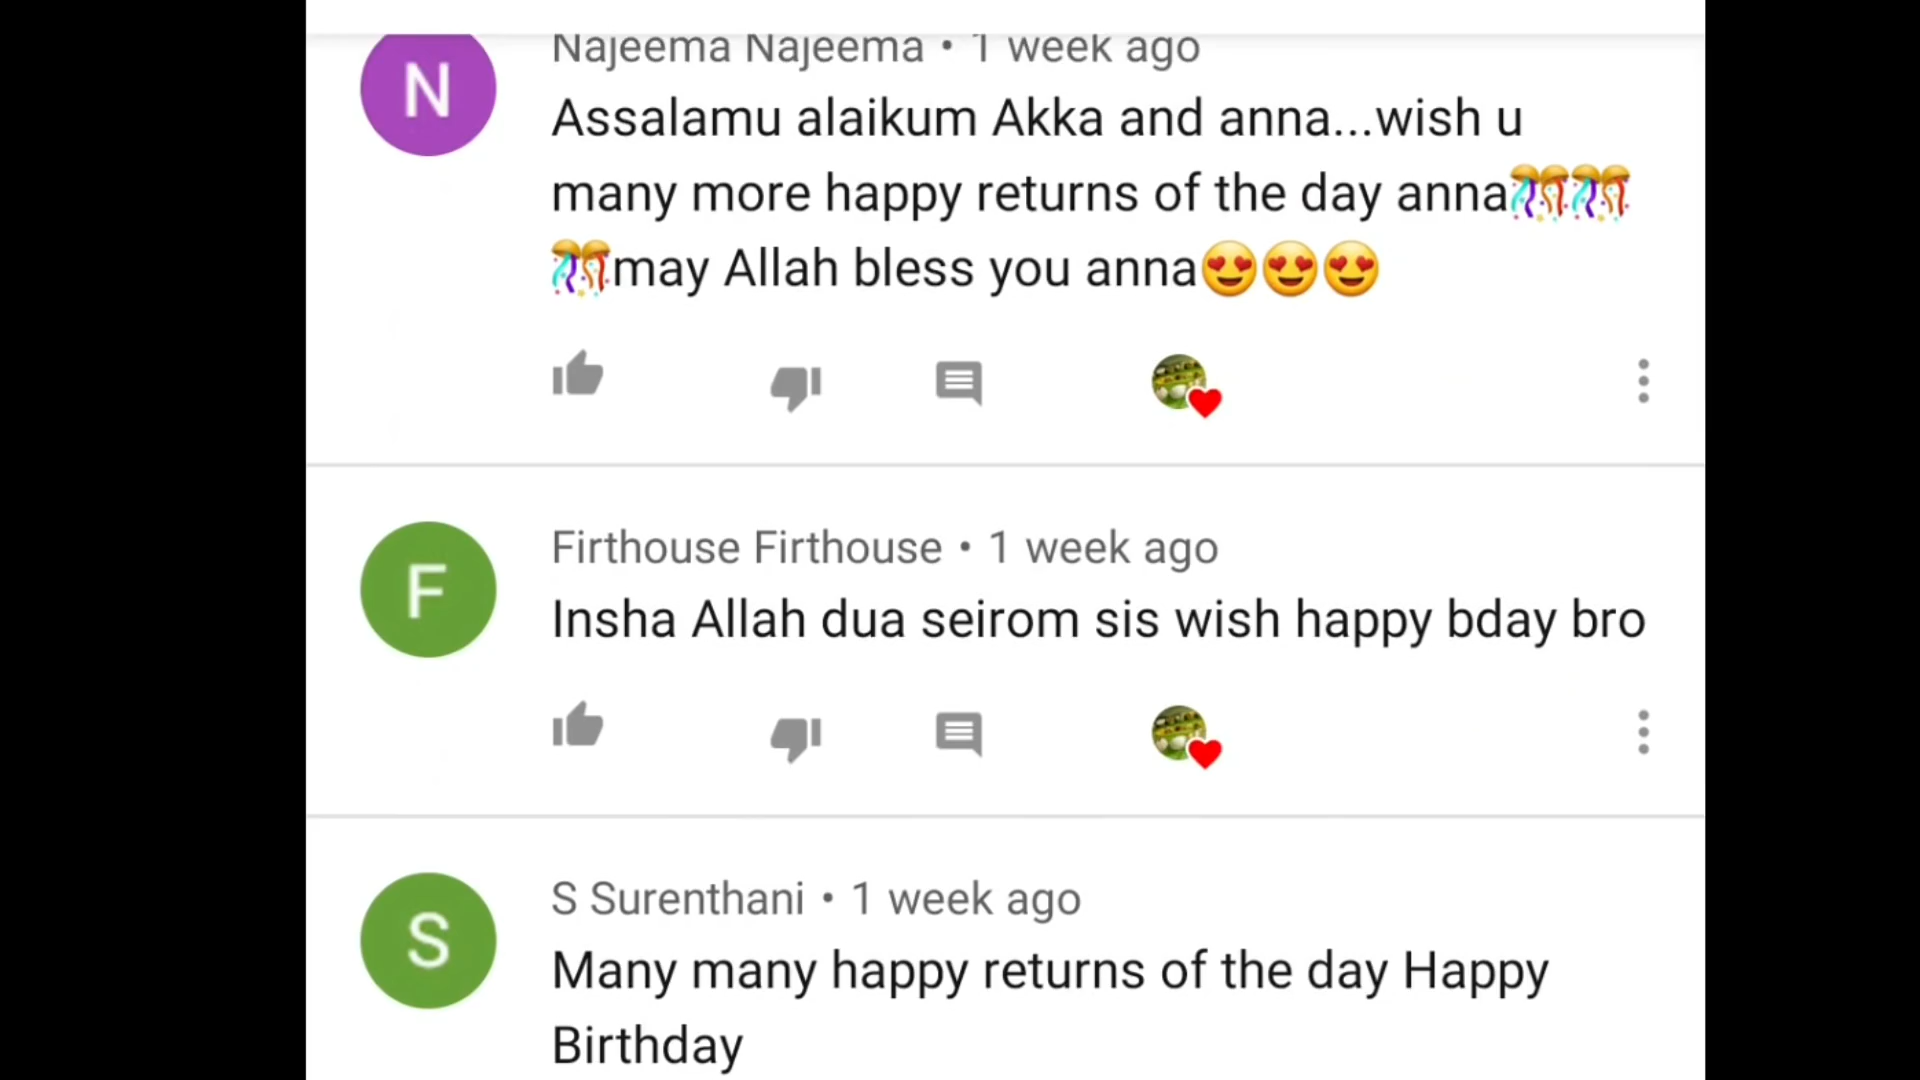 N
Najeema Najeema • 1 week ago
Assalamu alaikum Akka and anna...wish u
many more happy returns of the day anna🎊🎊
🎊may Allah bless you anna😍😍😍
F
Firthouse Firthouse • 1 week ago
Insha Allah dua seirom sis wish happy bday bro
S
S Surenthani • 1 week ago
Many many happy returns of the day Happy
Birthday